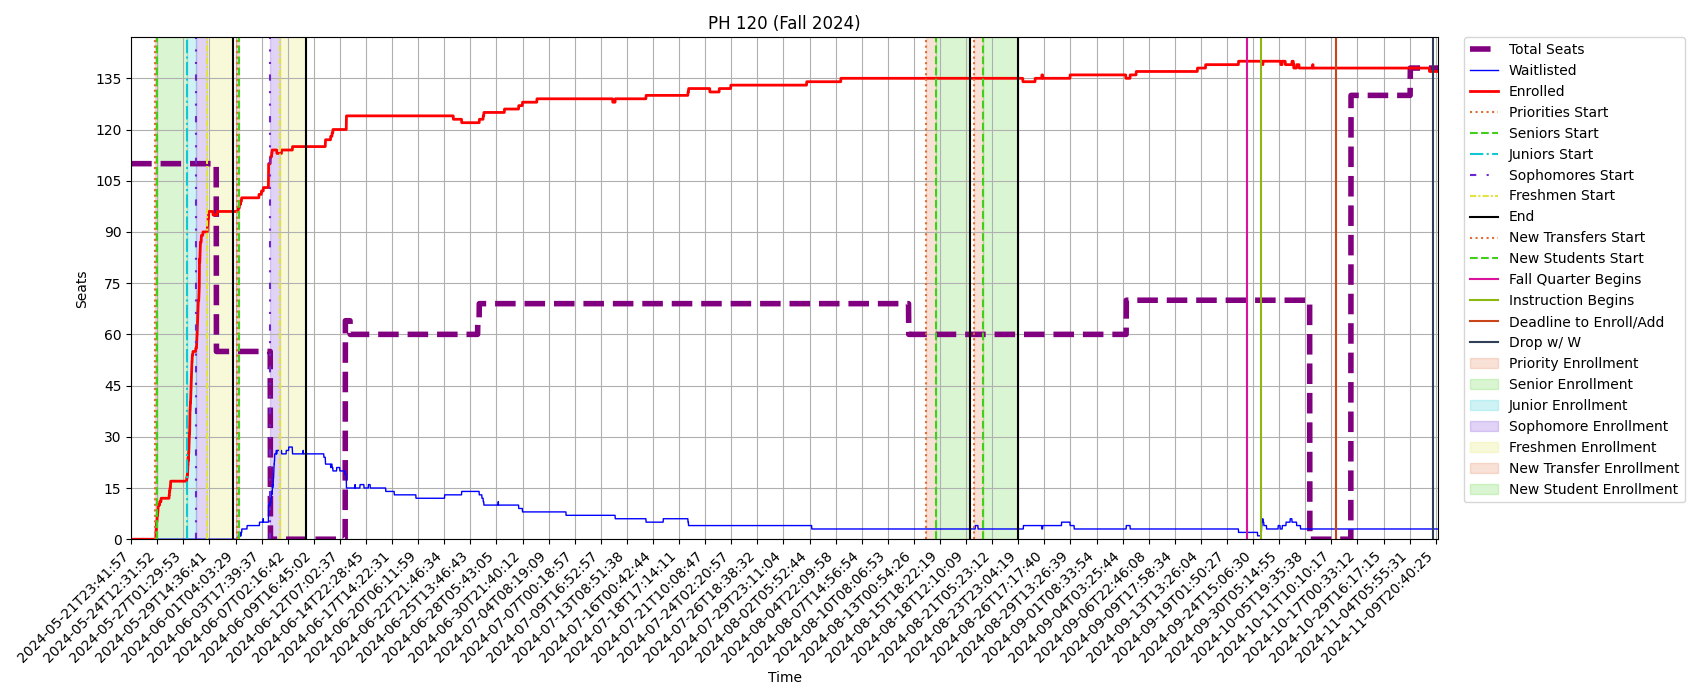 PH 120 (Fall 2024)
Seats
135
120
105
90
75
60
45
30
15
0
2024-05-21T23:41:57
2024-05-24T12:31:52
2024-05-27T01:29:53
2024-05-29T14:36:41
2024-06-01T04:03:29
2024-06-03T17:39:37
2024-06-07T02:16:42
2024-06-09T16:45:02
2024-06-12T07:02:37
2024-06-14T22:28:45
2024-06-17T14:22:31
2024-06-20T06:11:59
2024-06-25T21:46:34
2024-06-26T13:46:43
2024-06-28T05:43:05
2024-06-30T21:40:12
2024-07-04T08:19:09
2024-07-07T00:18:57
2024-07-09T16:52:57
2024-07-13T08:51:38
2024-07-16T00:42:44
2024-07-18T17:14:11
2024-07-21T10:08:47
2024-07-24T02:20:57
2024-07-26T18:38:32
2024-07-29T23:11:04
2024-08-02T05:52:44
2024-08-04T22:09:58
2024-08-07T14:56:54
2024-08-10T08:06:53
2024-08-13T00:54:26
2024-08-15T18:22:19
2024-08-18T12:10:09
2024-08-21T05:23:12
2024-08-23T23:04:19
2024-08-26T17:17:40
2024-08-29T13:26:39
2024-09-01T08:33:54
2024-09-04T03:25:44
2024-09-06T22:46:08
2024-09-09T17:58:34
2024-09-13T13:26:04
2024-09-19T01:50:27
2024-09-24T15:06:30
2024-09-30T05:14:55
2024-10-05T19:35:38
2024-10-11T10:10:17
2024-10-17T00:33:12
2024-10-29T16:17:15
2024-11-04T05:55:31
2024-11-09T20:40:25
Time
Total Seats
Waitlisted
Enrolled
Priorities Start
Seniors Start
Juniors Start
Sophomores Start
Freshmen Start
End
New Transfers Start
New Students Start
Fall Quarter Begins
Instruction Begins
Deadline to Enroll/Add
Drop w/ W
Priority Enrollment
Senior Enrollment
Junior Enrollment
Sophomore Enrollment
Freshmen Enrollment
New Transfer Enrollment
New Student Enrollment